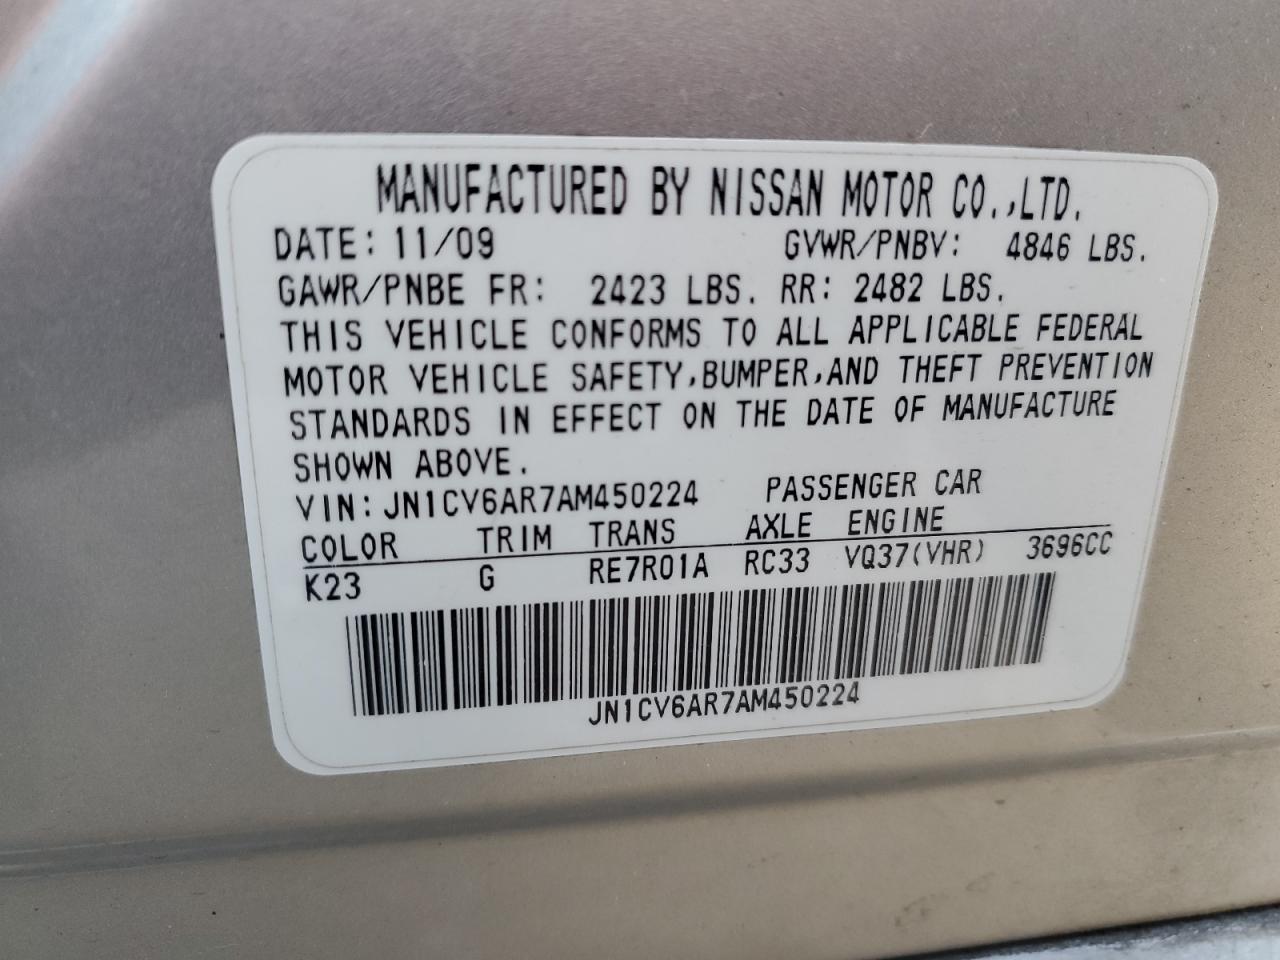 MANUFACTURED BY NISSAN MOTOR CO.,LTD.
DATE: 11/09 GVWR/PNBV: 4846 LBS.
GAWR/PNBE FR: 2423 LBS. RR: 2482 LBS.
THIS VEHICLE CONFORMS TO ALL APPLICABLE FEDERAL
MOTOR VEHICLE SAFETY,BUMPER,AND THEFT PREVENTION
STANDARDS IN EFFECT ON THE DATE OF MANUFACTURE
SHOWN ABOVE.
VIN: JN1CV6AR7AM450224 PASSENGER CAR
COLOR TRIM TRANS AXLE ENGINE
K23 G RE7R01A RC33 VQ37(VHR) 3696CC
JN1CV6AR7AM450224